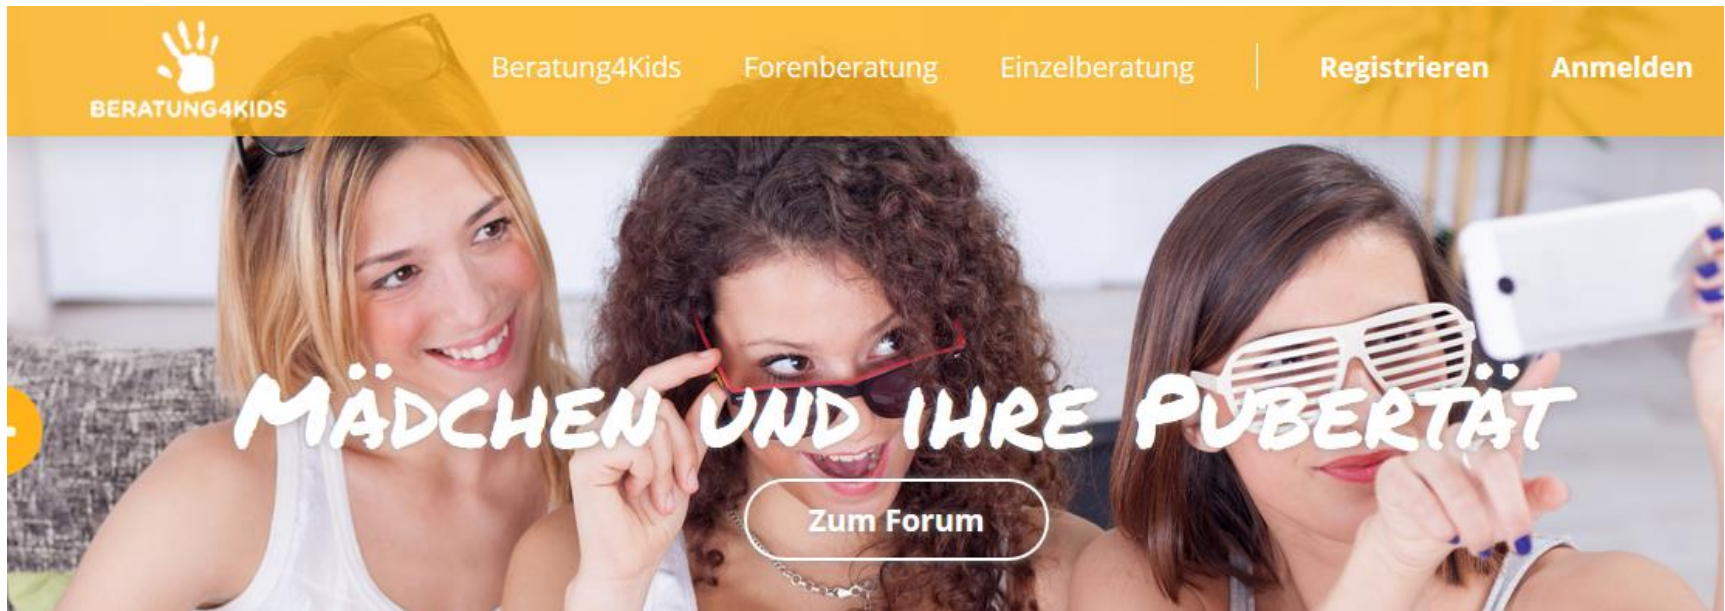 BERATUNG4KIDS
Beratung4Kids Forenberatung Einzelberatung Registrieren Anmelden
Mädchen und ihre Pubertät
Zum Forum